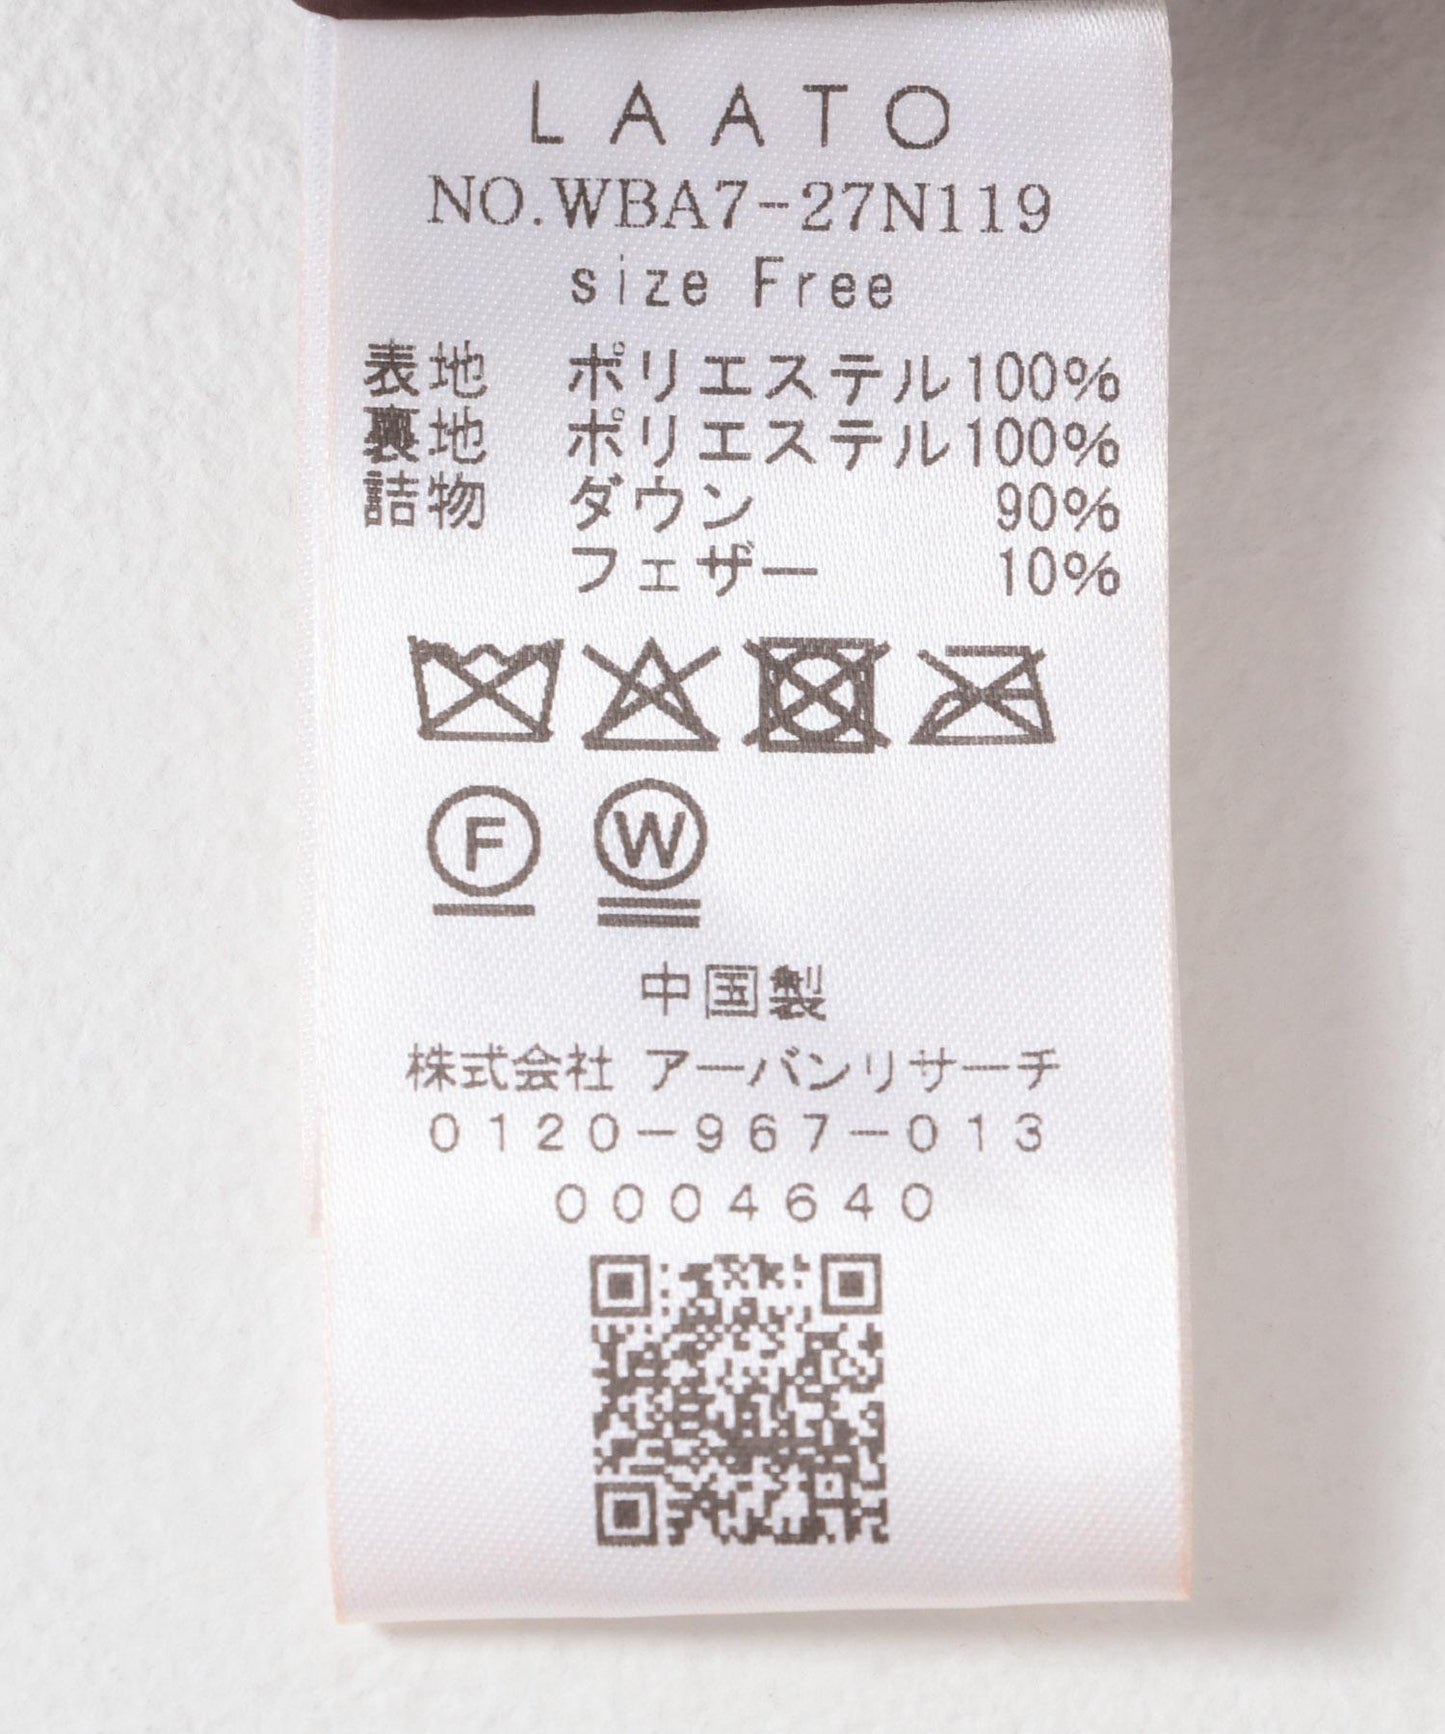 LAATO
NO.WBA7-27N119
size Free
表地 ポリエステル100%
裏地 ポリエステル100%
詰物 ダウン 90%
フェザー 10%
F W
中国製
株式会社 アーバンリサーチ
0120-967-013
0004640